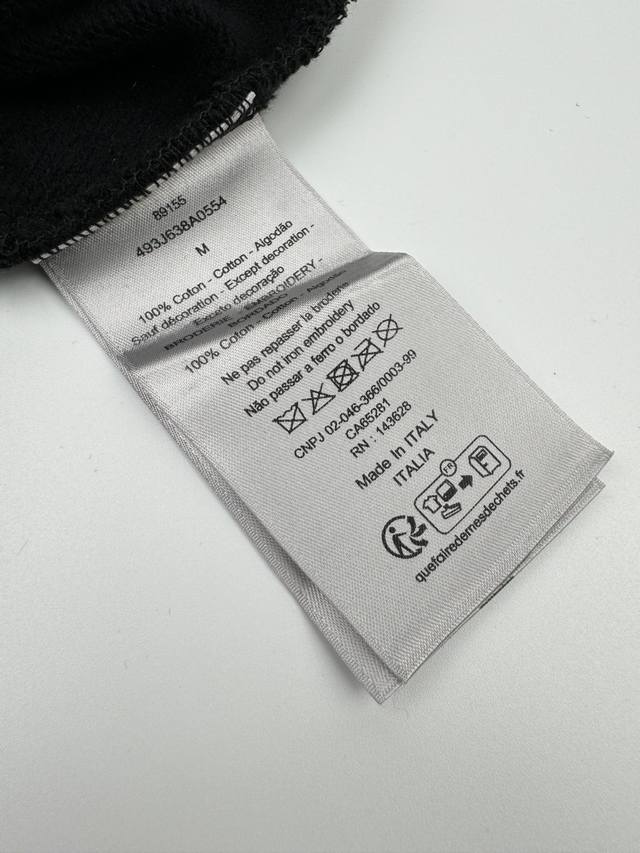 89155
493J638A0554
M
100% Coton - Cotton - Algodão
Sauf décoration - Except decoration -
Exceto decoração
BRODERIE - EMBROIDERY -
BORDADO
100% Coton - Cotton - Algodão
Ne pas repasser la broderie
Do not iron embroidery
Não passar a ferro o bordado
CNPJ 02-046-366/0003-99
CA65281
RN : 143628
Made In ITALY
ITALIA
FR
quefairedemesdechets.fr